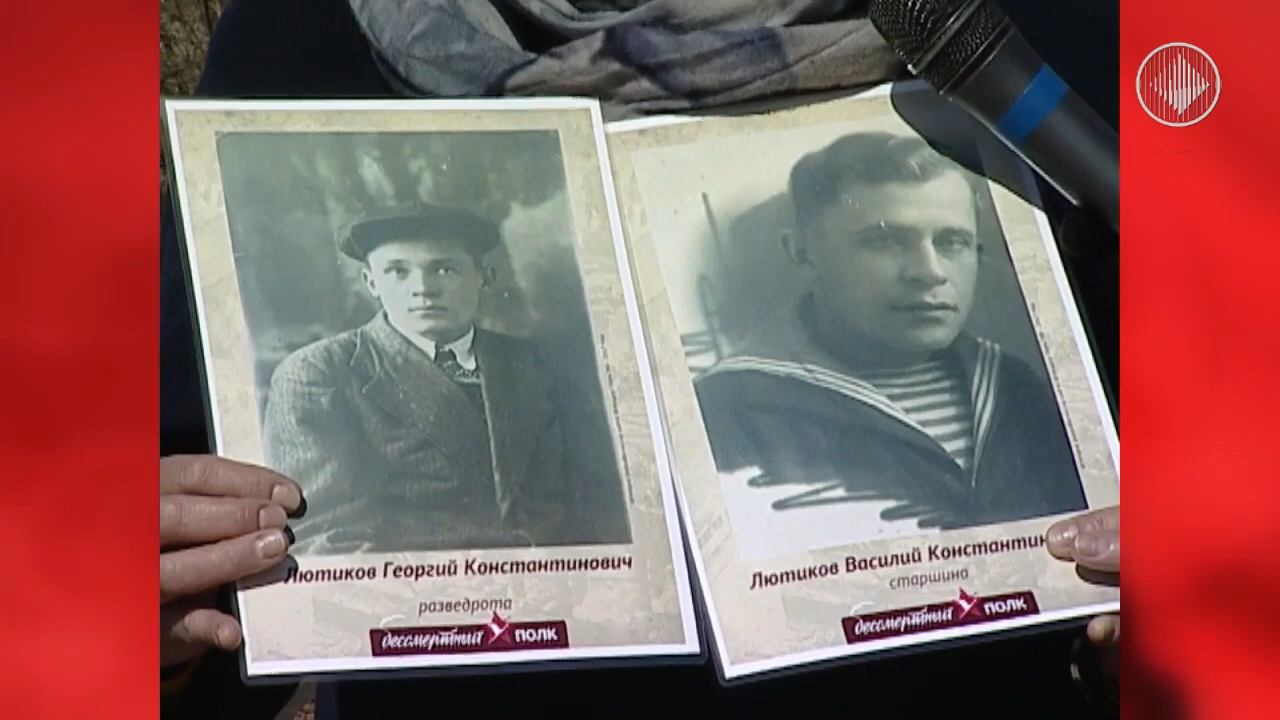 Лютиков Георгий Константинович
разведрота
бессмертный полк
Лютиков Василий Константин
старшина
бессмертный полк